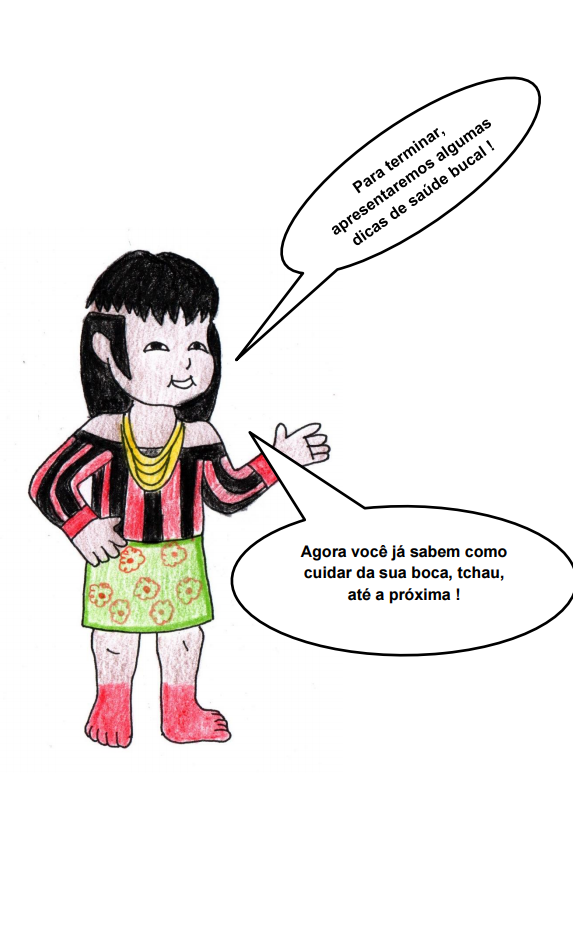 Para terminar,
apresentaremos algumas
dicas de saúde bucal !
Agora você já sabem como
cuidar da sua boca, tchau,
até a próxima !